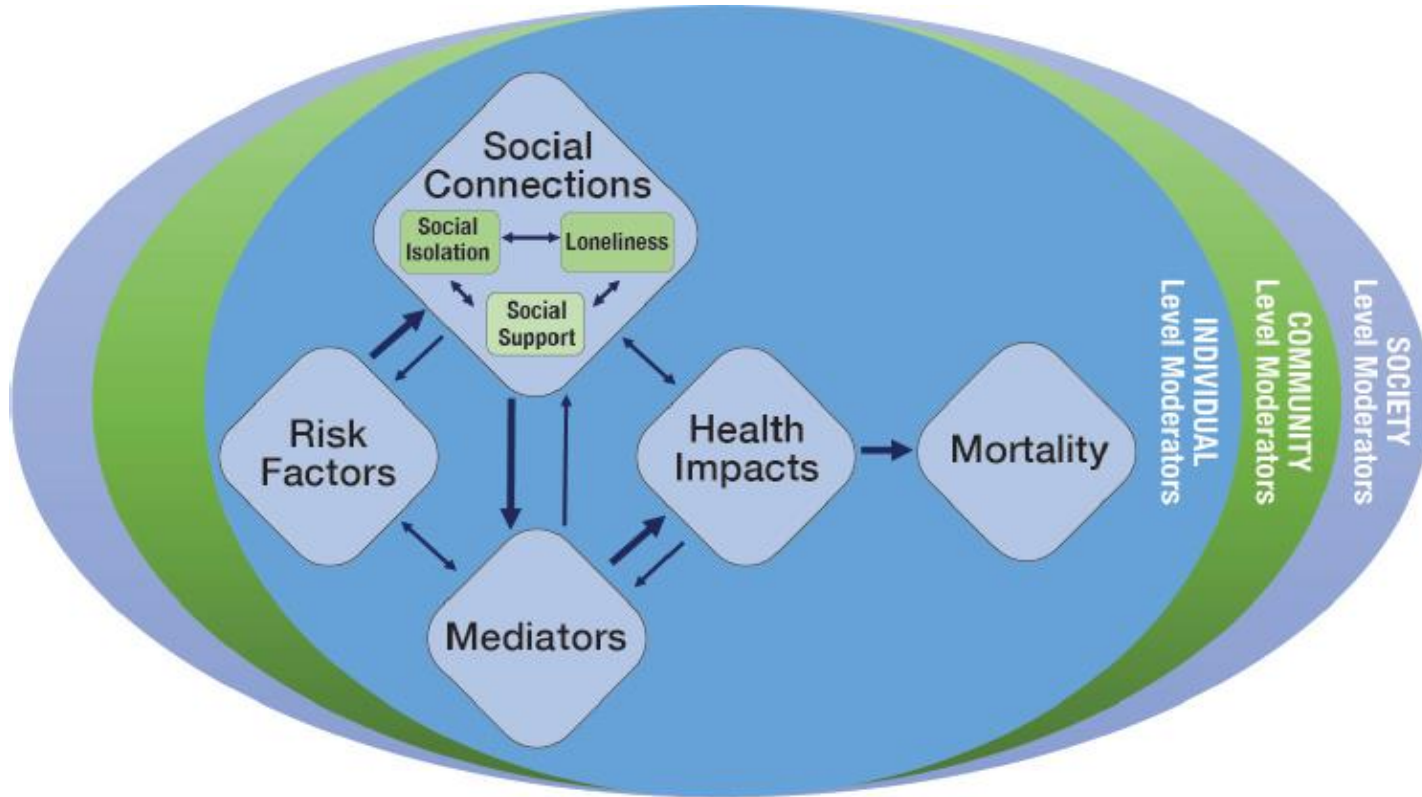 Social
Connections
Social
Isolation
Loneliness
Social
Support
Risk
Factors
Health
Impacts
Mortality
Mediators
INDIVIDUAL
Level Moderators
COMMUNITY
Level Moderators
SOCIETY
Level Moderators